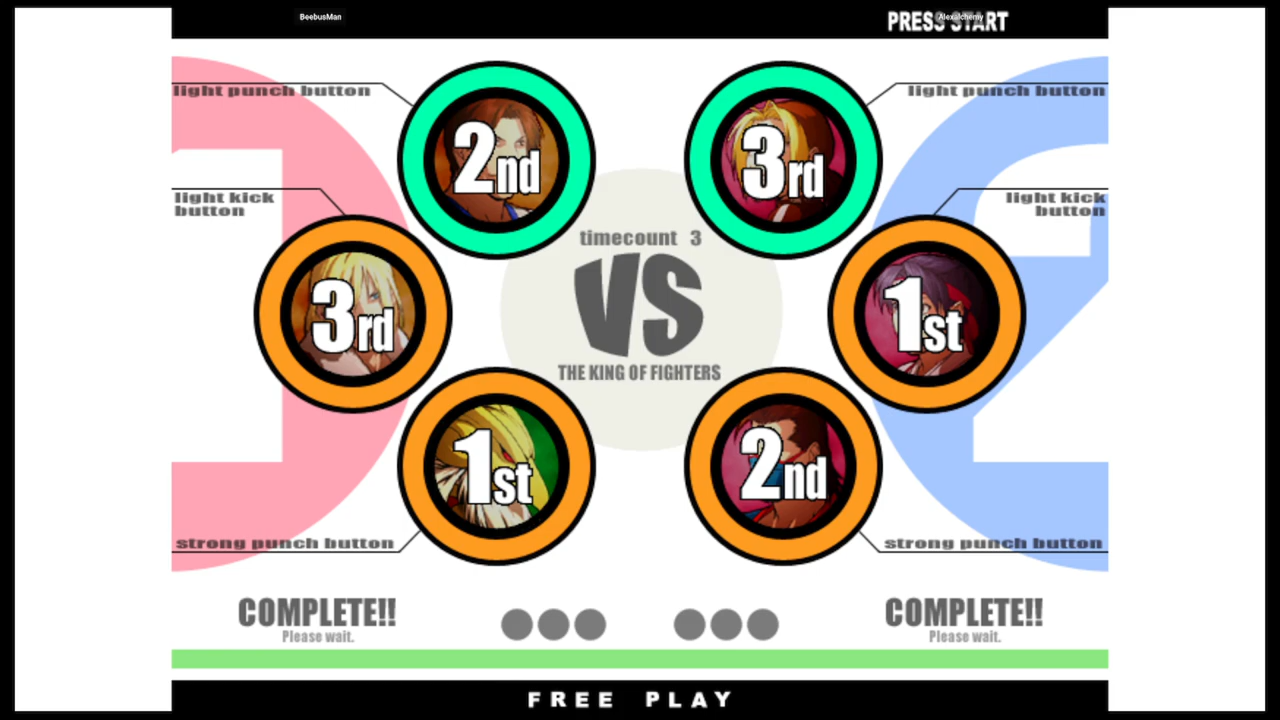 BeebusMan
Alexalchemy
PRESS START
light punch button
2nd
3rd
light punch button
light kick
button
light kick
button
timecount 3
VS
THE KING OF FIGHTERS
3rd
1st
1st
2nd
strong punch button
strong punch button
COMPLETE!!
Please wait.
COMPLETE!!
Please wait.
FREE PLAY